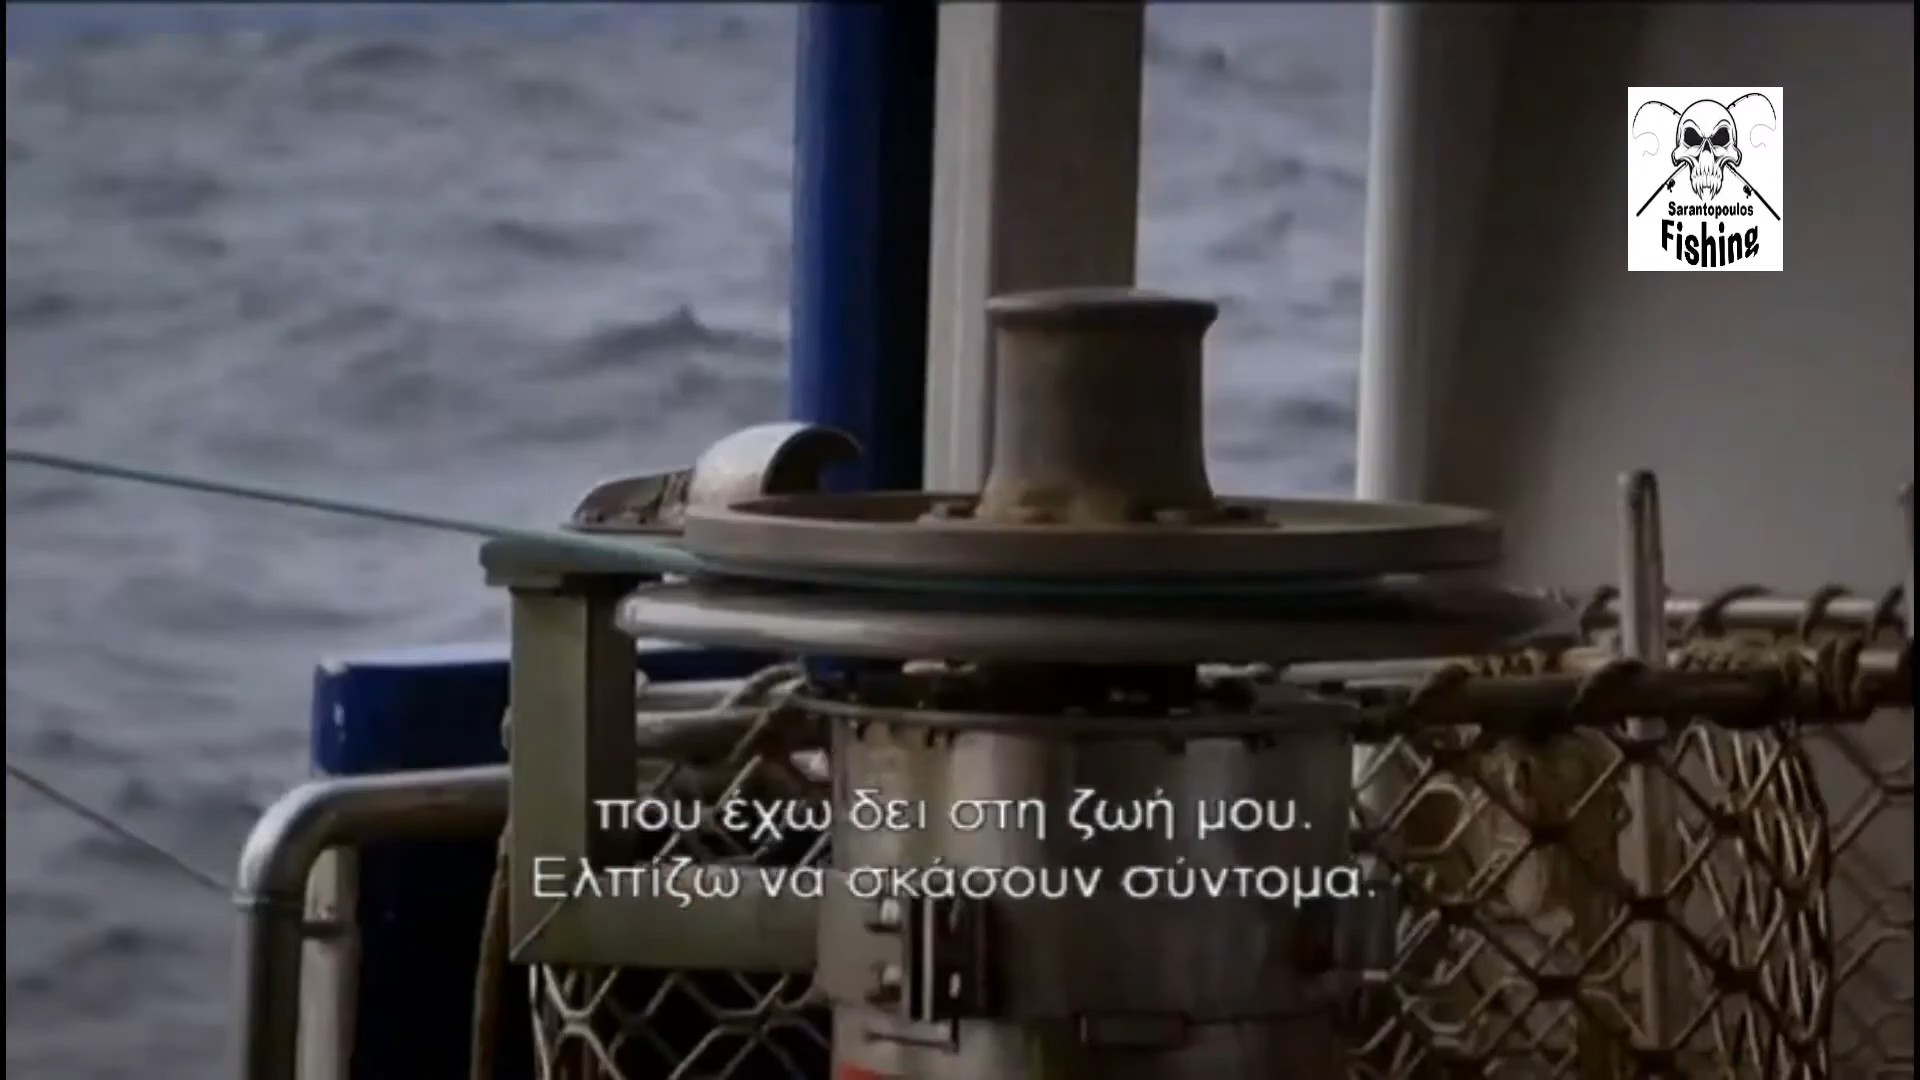 Sarantopoulos
Fishing
που έχω δει στη ζωή μου.
Ελπίζω να σκάσουν σύντομα.